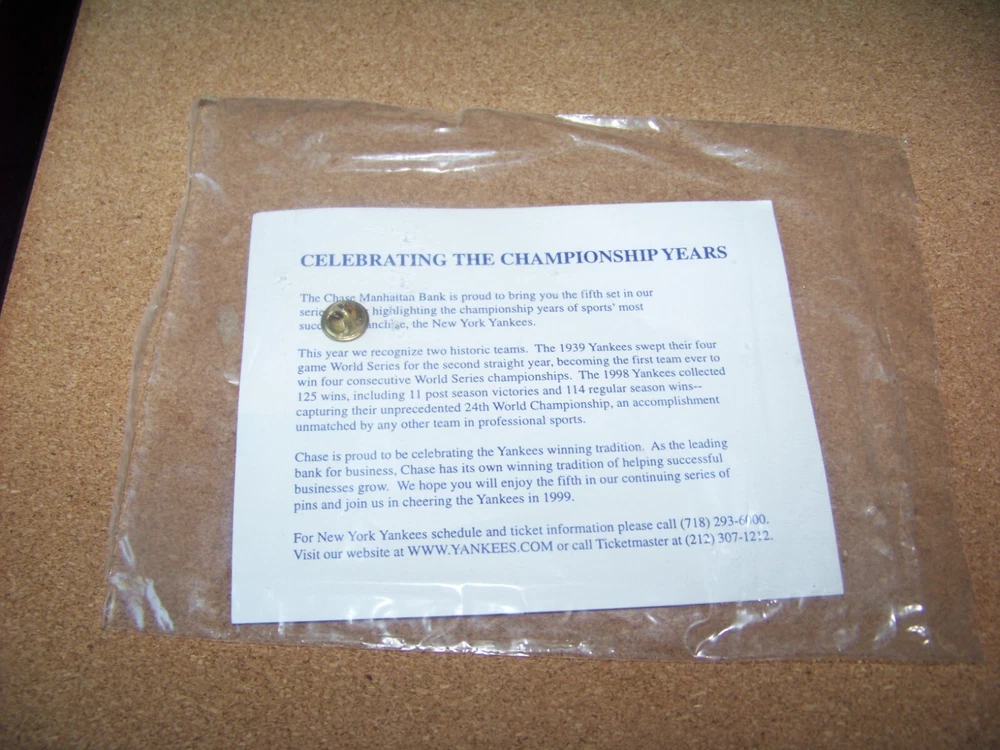 CELEBRATING THE CHAMPIONSHIP YEARS
The Chase Manhattan Bank is proud to bring you the fifth set in our
highlighting the championship years of sports' most
the New York Yankees.
This year we recognize two historic teams. The 1939 Yankees swept their four
game World Series for the second straight year, becoming the first team ever to
win four consecutive World Series championships. The 1998 Yankees collected
125 wins, including 11 post season victories and 114 regular season wins--
capturing their unprecedented 24th World Championship, an accomplishment
unmatched by any other team in professional sports.
Chase is proud to be celebrating the Yankees winning tradition. As the leading
bank for business, Chase has its own winning tradition of helping successful
businesses grow. We hope you will enjoy the fifth in our continuing series of
pins and join us in cheering the Yankees in 1999.
For New York Yankees schedule and ticket information please call (718) 293-6000.
Visit our website at WWW.YANKEES.COM or call Ticketmaster at (212) 307-1212.